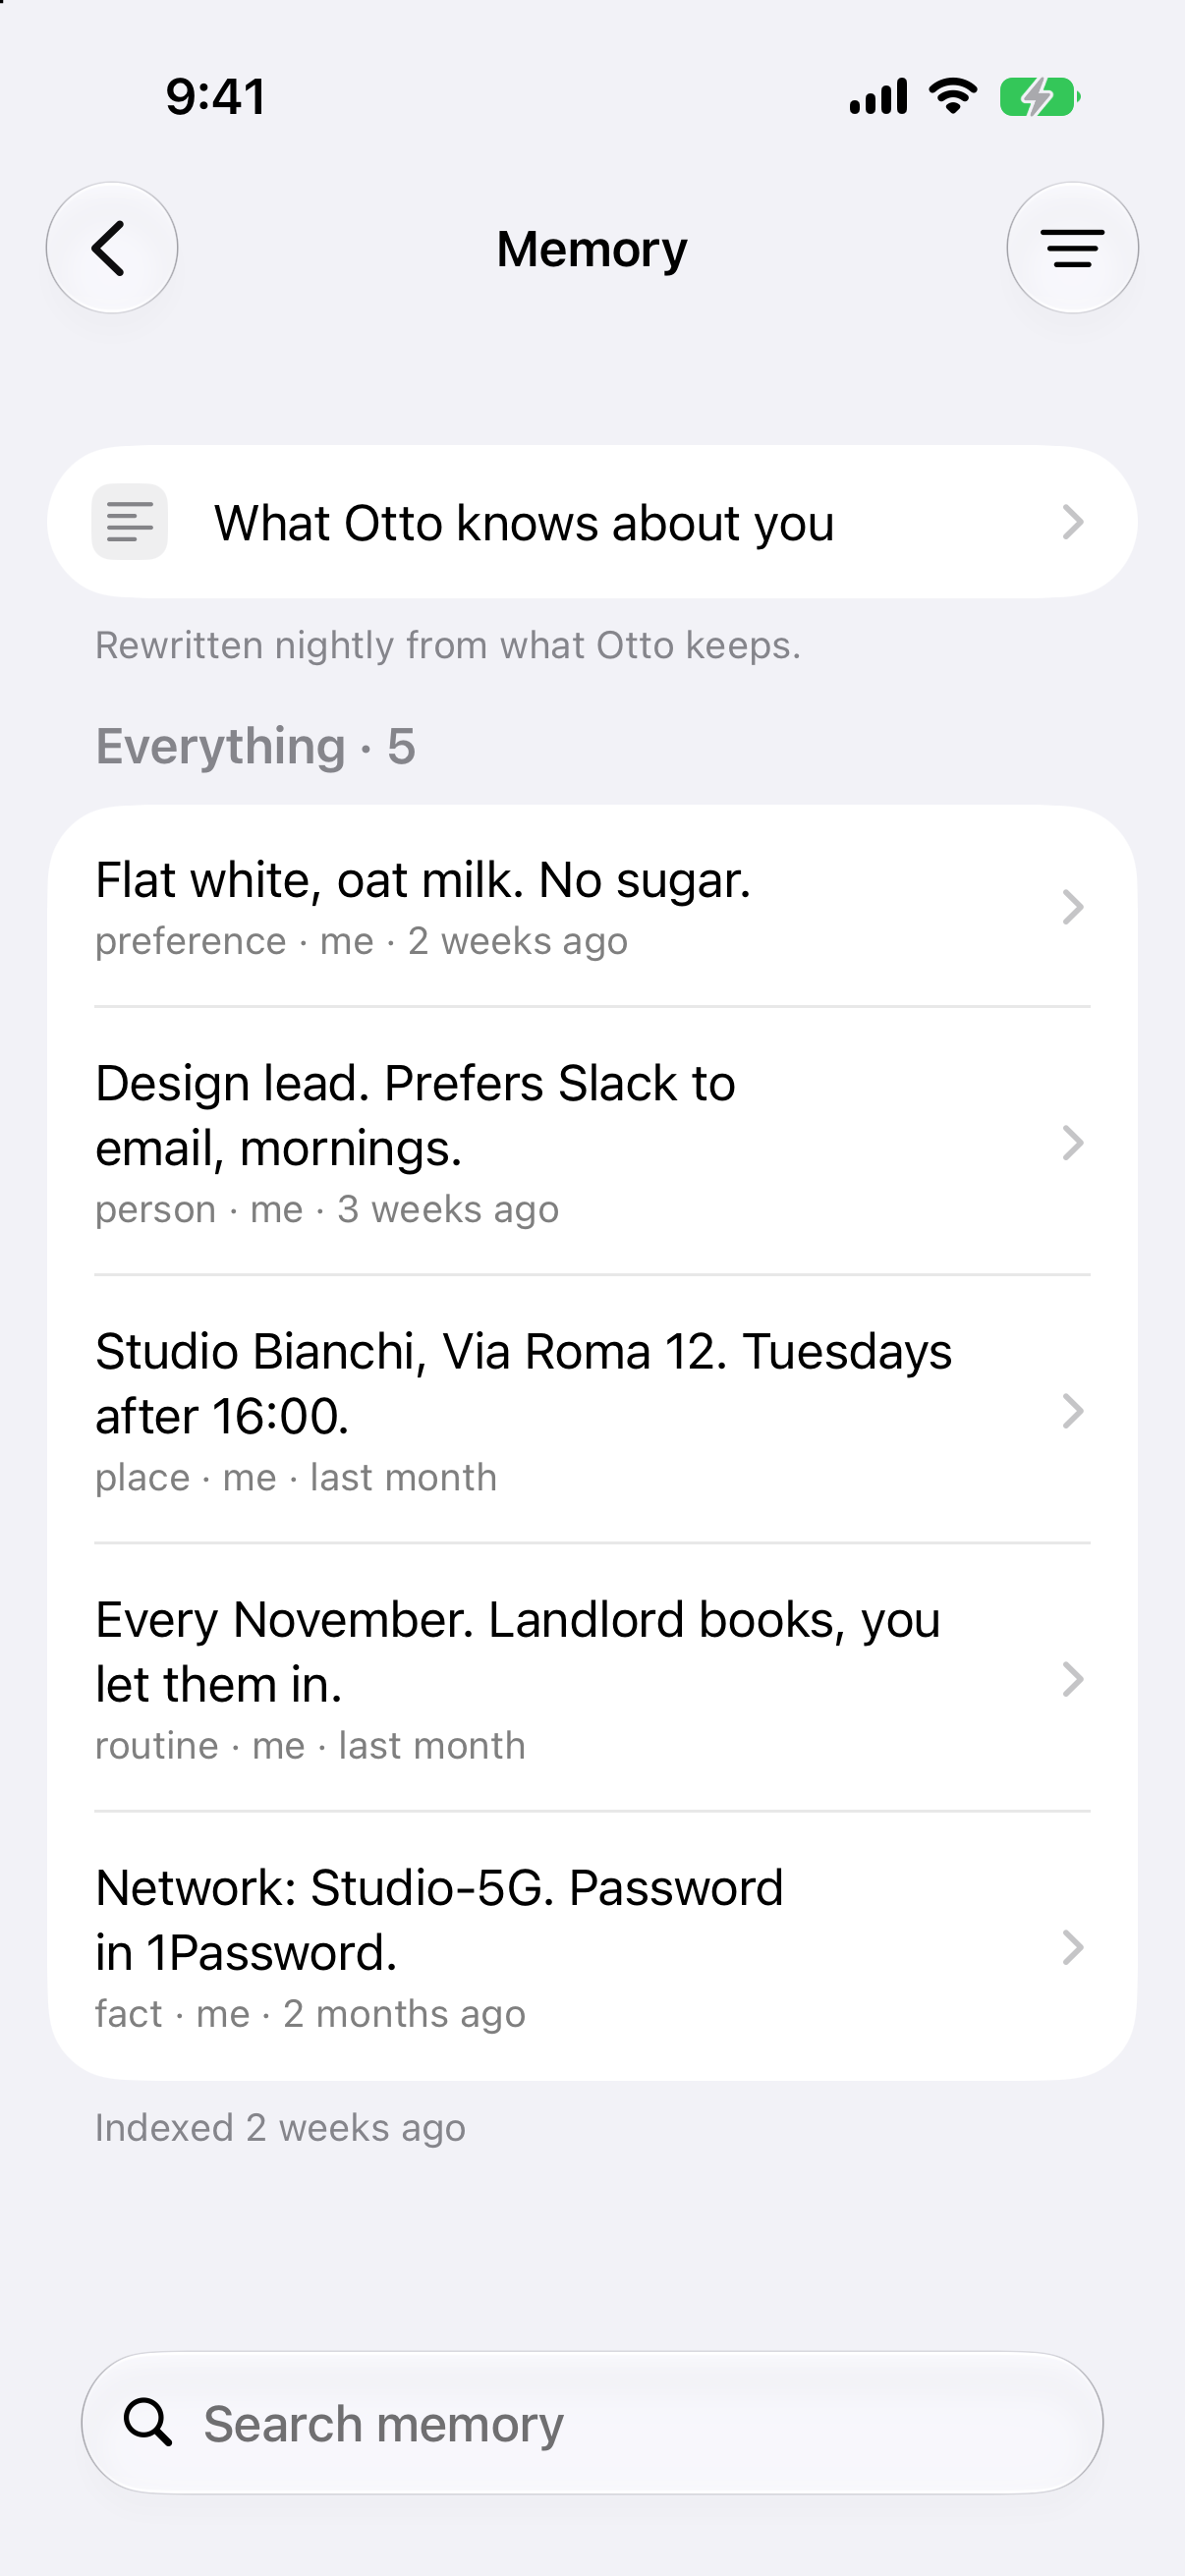 9:41
Memory
What Otto knows about you
Rewritten nightly from what Otto keeps.
Everything · 5
Flat white, oat milk. No sugar.
preference · me · 2 weeks ago
Design lead. Prefers Slack to
email, mornings.
person · me · 3 weeks ago
Studio Bianchi, Via Roma 12. Tuesdays
after 16:00.
place · me · last month
Every November. Landlord books, you
let them in.
routine · me · last month
Network: Studio-5G. Password
in 1Password.
fact · me · 2 months ago
Indexed 2 weeks ago
Search memory